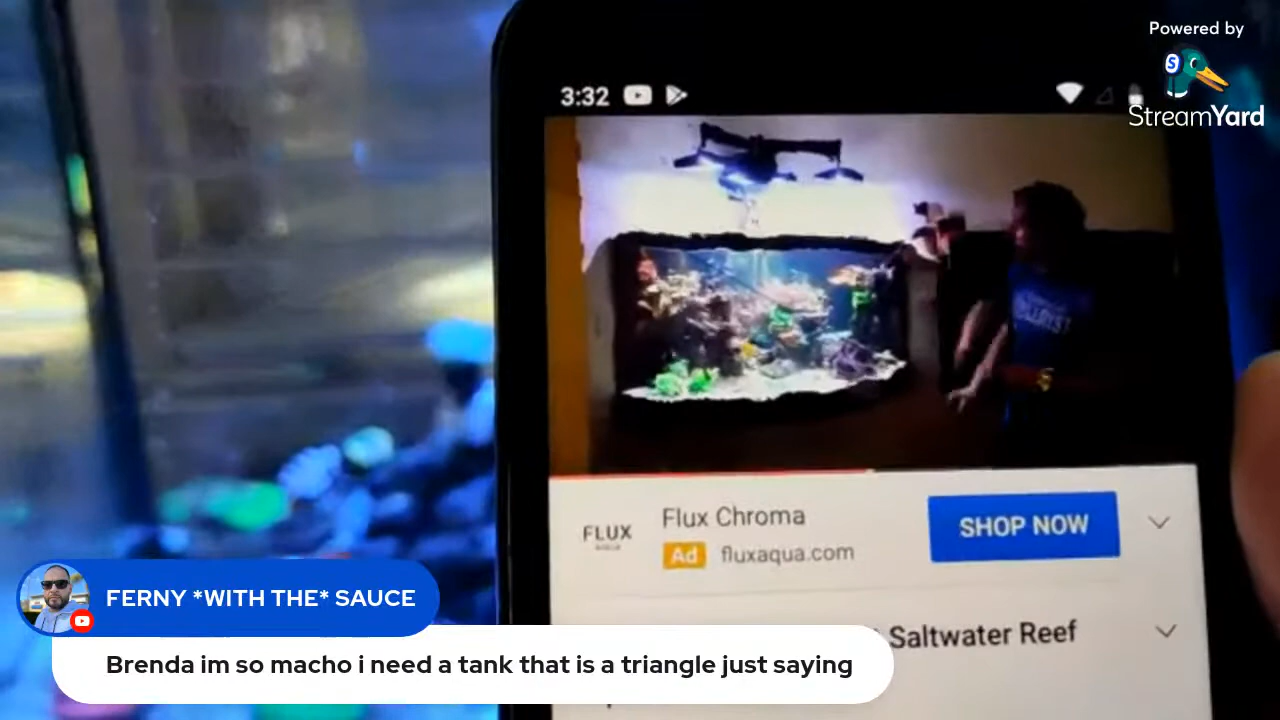 Powered by
S
StreamYard
3:32
FLUX
Flux Chroma
Ad fluxaqua.com
SHOP NOW
Saltwater Reef
FERNY *WITH THE* SAUCE
Brenda im so macho i need a tank that is a triangle just saying